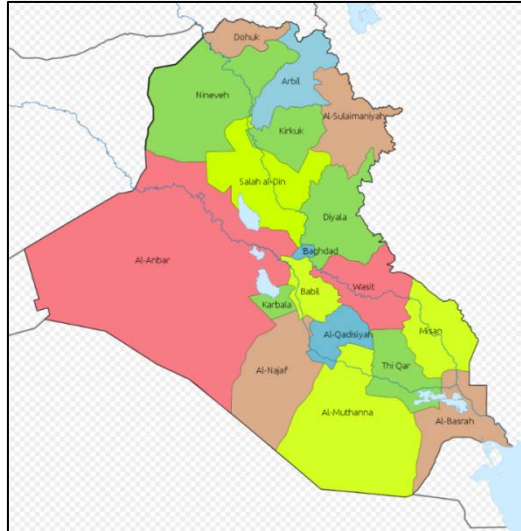 Dohuk
Arbil
Nineveh
Al-Sulaimaniyah
Kirkuk
Salah al-Din
Diyala
Baghdad
Al-Anbar
Wasit
Babil
Karbala
Misan
Al-Qadisiyah
Thi Qar
Al-Najaf
Al-Muthanna
Al-Basrah